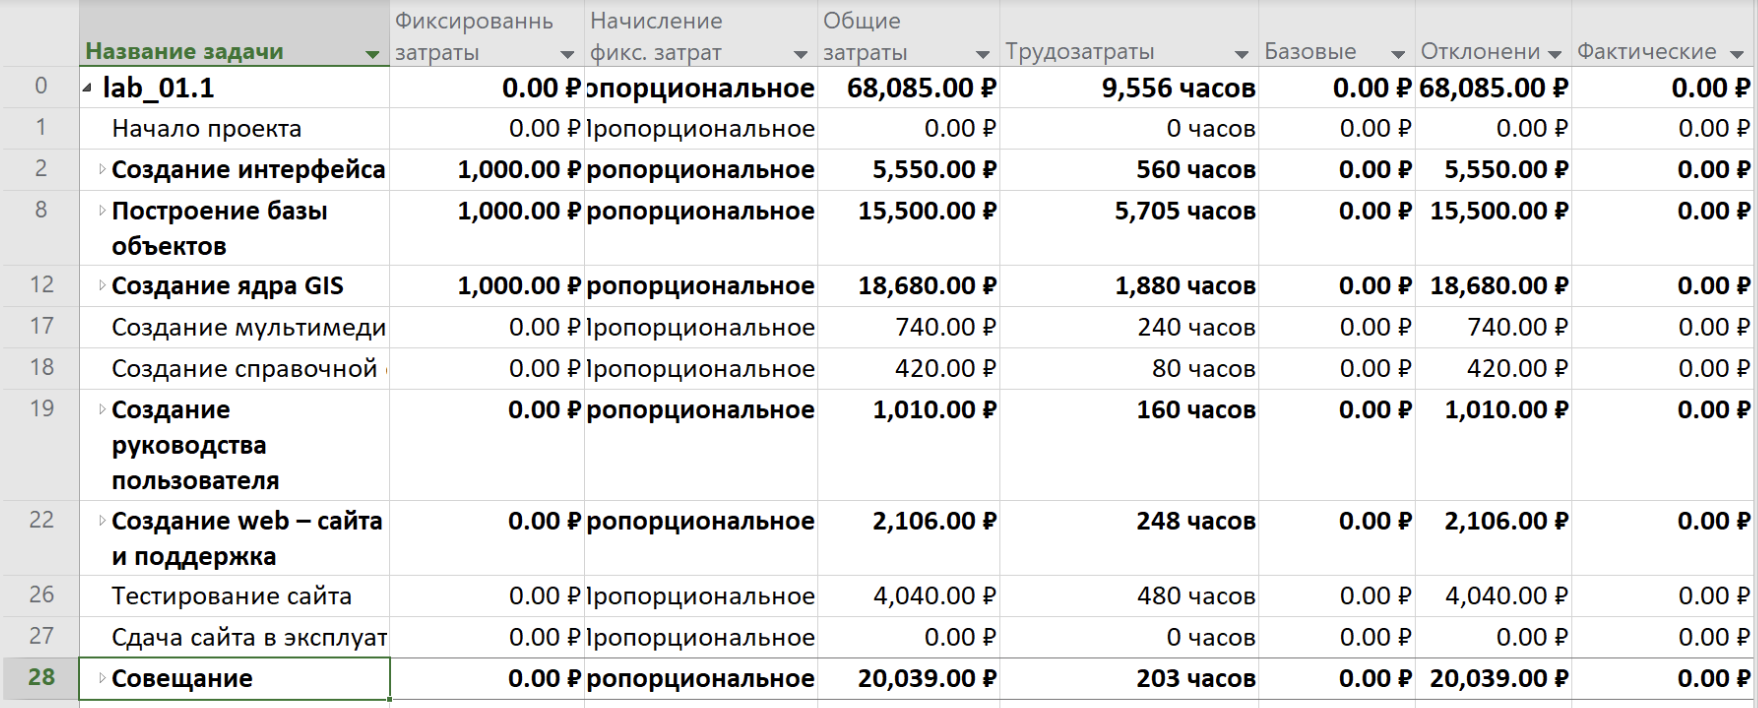 Название задачи Фиксированнь затраты Начисление фикс. затрат Общие затраты Трудозатраты Базовые Отклонени Фактические
0 lab_01.1 0.00 ₽ опорциональное 68,085.00 ₽ 9,556 часов 0.00 ₽ 68,085.00 ₽ 0.00 ₽
1 Начало проекта 0.00 ₽ Пропорциональное 0.00 ₽ 0 часов 0.00 ₽ 0.00 ₽ 0.00 ₽
2 Создание интерфейса 1,000.00 ₽ ропорциональное 5,550.00 ₽ 560 часов 0.00 ₽ 5,550.00 ₽ 0.00 ₽
8 Построение базы 1,000.00 ₽ ропорциональное 15,500.00 ₽ 5,705 часов 0.00 ₽ 15,500.00 ₽ 0.00 ₽
объектов
12 Создание ядра GIS 1,000.00 ₽ ропорциональное 18,680.00 ₽ 1,880 часов 0.00 ₽ 18,680.00 ₽ 0.00 ₽
17 Создание мультимеди 0.00 ₽ Пропорциональное 740.00 ₽ 240 часов 0.00 ₽ 740.00 ₽ 0.00 ₽
18 Создание справочной 0.00 ₽ Пропорциональное 420.00 ₽ 80 часов 0.00 ₽ 420.00 ₽ 0.00 ₽
19 Создание 0.00 ₽ ропорциональное 1,010.00 ₽ 160 часов 0.00 ₽ 1,010.00 ₽ 0.00 ₽
руководства
пользователя
22 Создание web – сайта 0.00 ₽ ропорциональное 2,106.00 ₽ 248 часов 0.00 ₽ 2,106.00 ₽ 0.00 ₽
и поддержка
26 Тестирование сайта 0.00 ₽ Пропорциональное 4,040.00 ₽ 480 часов 0.00 ₽ 4,040.00 ₽ 0.00 ₽
27 Сдача сайта в эксплуат 0.00 ₽ Пропорциональное 0.00 ₽ 0 часов 0.00 ₽ 0.00 ₽ 0.00 ₽
28 Совещание 0.00 ₽ ропорциональное 20,039.00 ₽ 203 часов 0.00 ₽ 20,039.00 ₽ 0.00 ₽